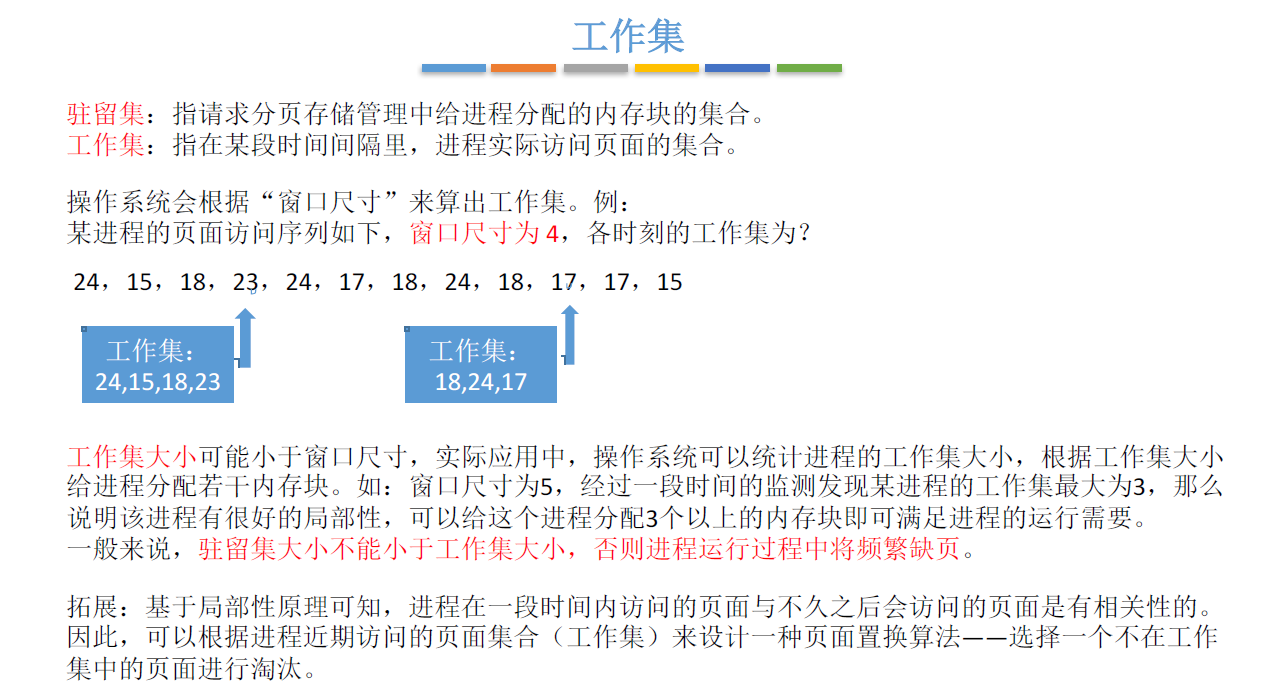 工作集
驻留集：指请求分页存储管理中给进程分配的内存块的集合。
工作集：指在某段时间间隔里，进程实际访问页面的集合。
操作系统会根据“窗口尺寸”来算出工作集。例：
某进程的页面访问序列如下，窗口尺寸为 4，各时刻的工作集为？
24，15，18，23，24，17，18，24，18，17，17，15
工作集：
24,15,18,23
工作集：
18,24,17
工作集大小可能小于窗口尺寸，实际应用中，操作系统可以统计进程的工作集大小，根据工作集大小
给进程分配若干内存块。如：窗口尺寸为5，经过一段时间的监测发现某进程的工作集最大为3，那么
说明该进程有很好的局部性，可以给这个进程分配3个以上的内存块即可满足进程的运行需要。
一般来说，驻留集大小不能小于工作集大小，否则进程运行过程中将频繁缺页。
拓展：基于局部性原理可知，进程在一段时间内访问的页面与不久之后会访问的页面是有相关性的。
因此，可以根据进程近期访问的页面集合（工作集）来设计一种页面置换算法——选择一个不在工作
集中的页面进行淘汰。